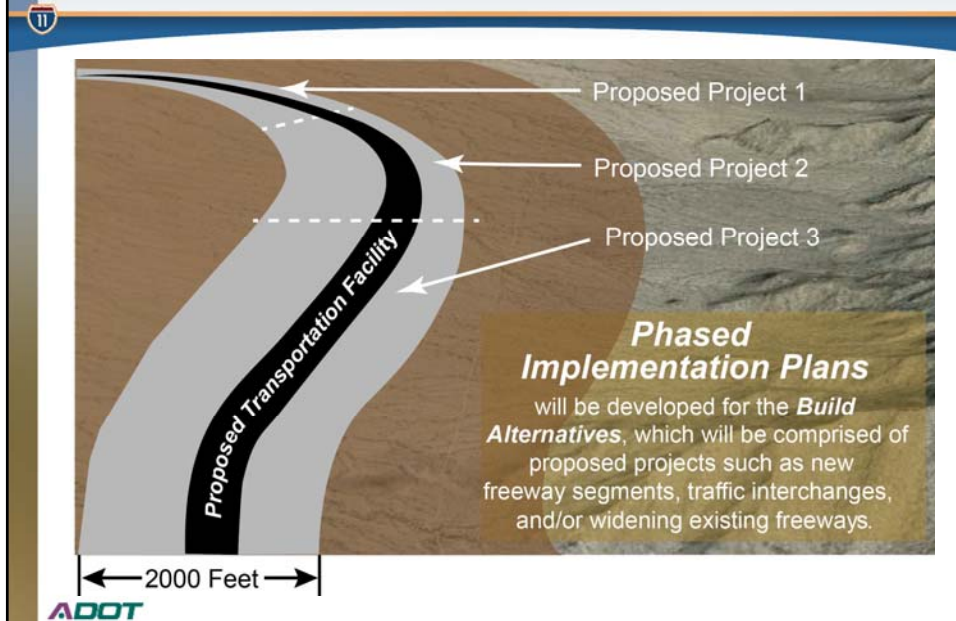 11
Proposed Project 1
Proposed Project 2
Proposed Project 3
Proposed Transportation Facility
Phased
Implementation Plans
will be developed for the Build
Alternatives, which will be comprised of
proposed projects such as new
freeway segments, traffic interchanges,
and/or widening existing freeways.
2000 Feet
ADOT